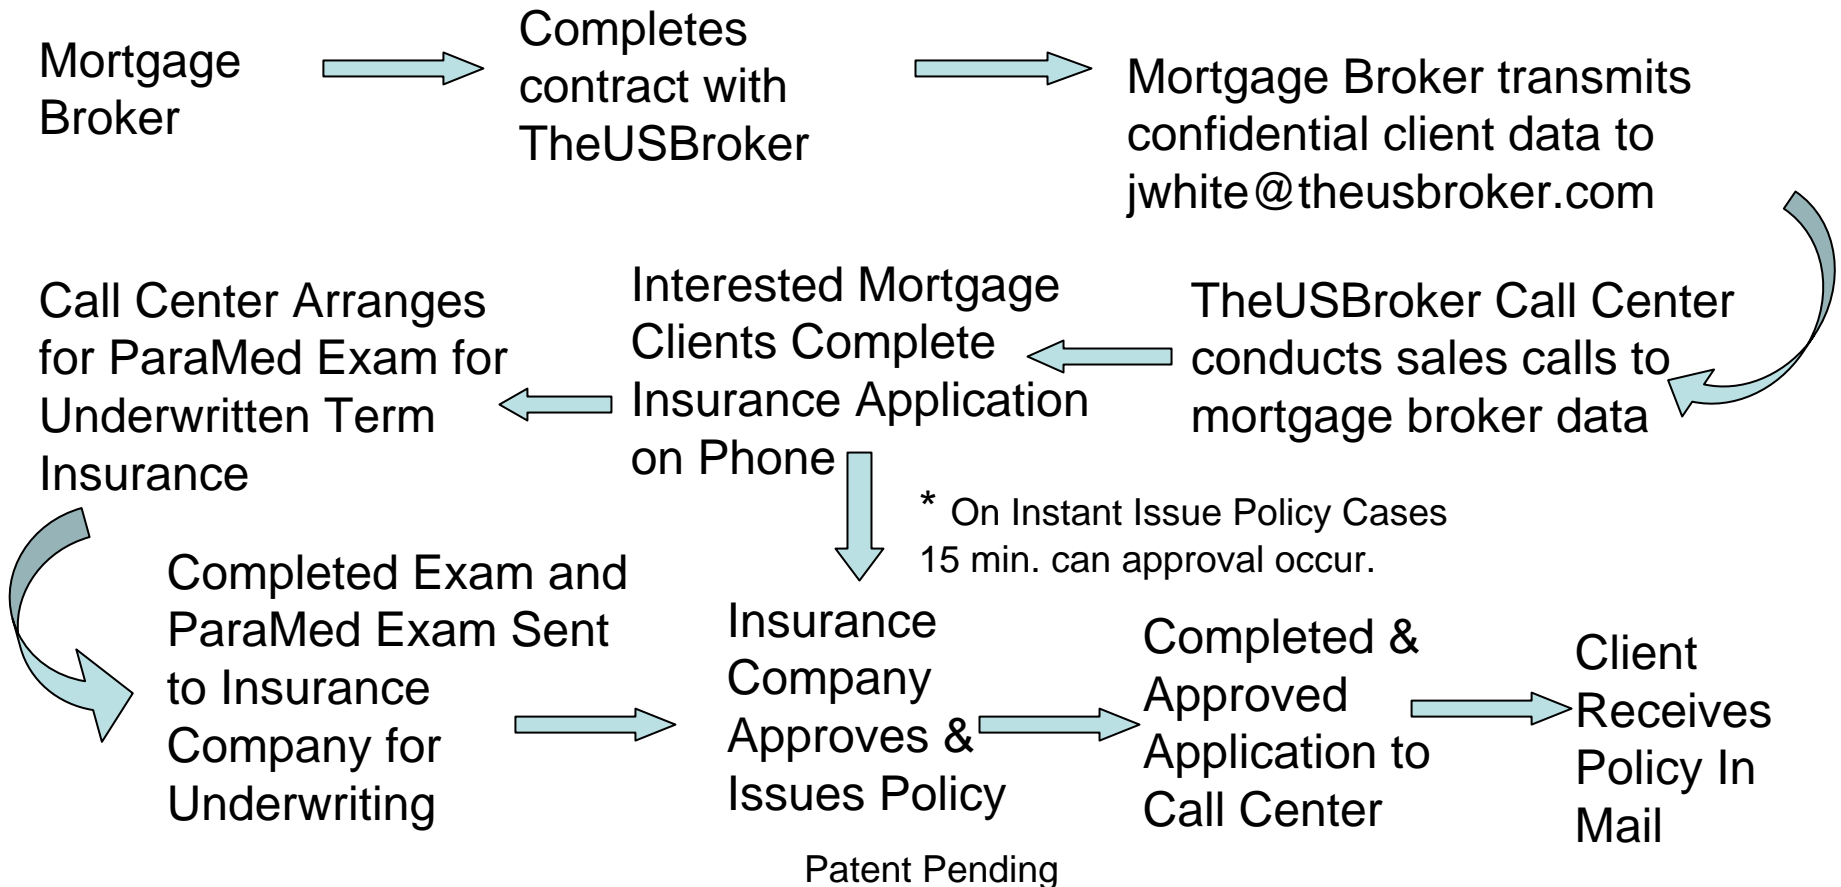 Mortgage
Broker
Completes
contract with
TheUSBroker
Mortgage Broker transmits
confidential client data to
jwhite@theusbroker.com
TheUSBroker Call Center
conducts sales calls to
mortgage broker data
Interested Mortgage
Clients Complete
Insurance Application
on Phone
Call Center Arranges
for ParaMed Exam for
Underwritten Term
Insurance
* On Instant Issue Policy Cases
15 min. can approval occur.
Completed Exam and
ParaMed Exam Sent
to Insurance
Company for
Underwriting
Insurance
Company
Approves &
Issues Policy
Completed &
Approved
Application to
Call Center
Client
Receives
Policy In
Mail
Patent Pending